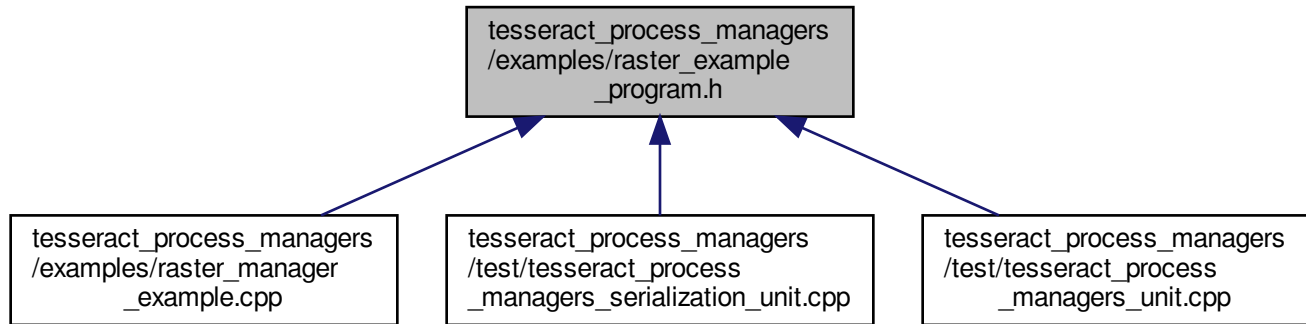 tesseract_process_managers
/examples/raster_example
_program.h
tesseract_process_managers
/examples/raster_manager
_example.cpp
tesseract_process_managers
/test/tesseract_process
_managers_serialization_unit.cpp
tesseract_process_managers
/test/tesseract_process
_managers_unit.cpp